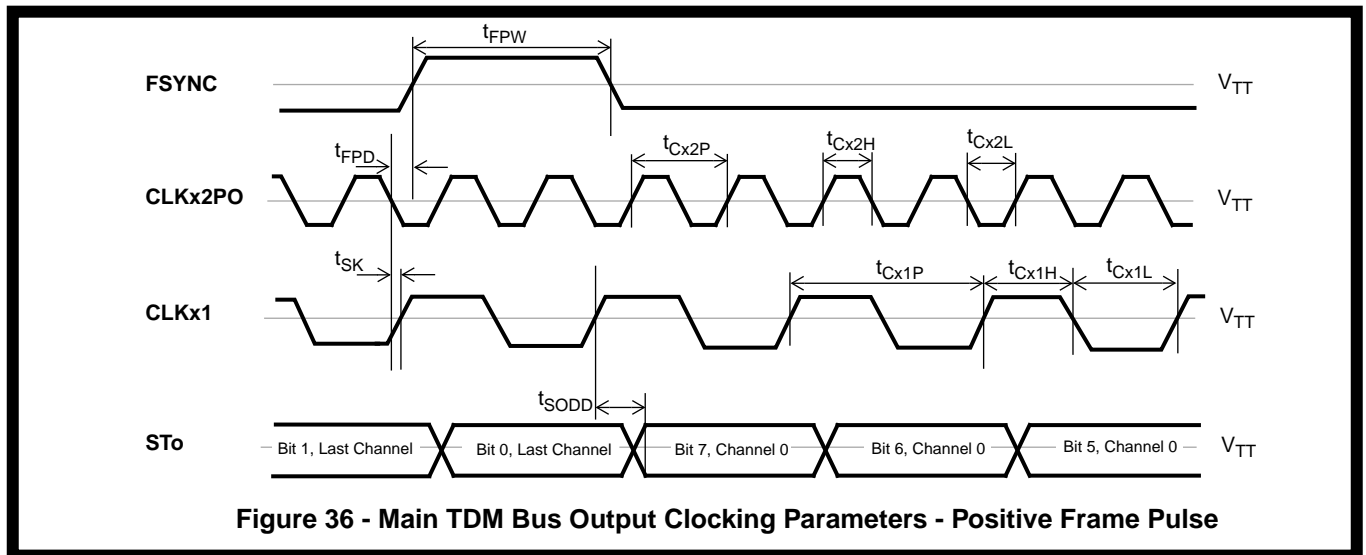 tFPW
FSYNC
VTT
tFPD
tCx2P
tCx2H
tCx2L
CLKx2PO
VTT
tSK
tCx1P
tCx1H
tCx1L
CLKx1
VTT
tSODD
STo
Bit 1, Last Channel
Bit 0, Last Channel
Bit 7, Channel 0
Bit 6, Channel 0
Bit 5, Channel 0
VTT
Figure 36 - Main TDM Bus Output Clocking Parameters - Positive Frame Pulse